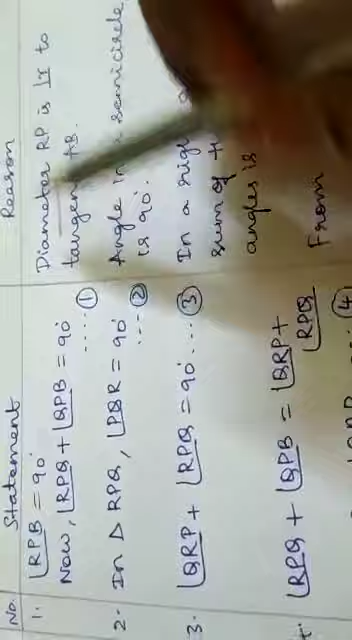 No. Statement Reason
1. ∠RPB = 90° Diameter RP is ⊥r to
Now, ∠RPQ + ∠QPB = 90° tangent AB.
....①
2. In △ RPQ, ∠PQR = 90° Angle in semicircle
...② is 90°.
3. ∠QRP + ∠RPQ = 90°....③ In a
sum of
angles is
∠RPQ + ∠QPB = ∠QRP + From
∠RPQ
④